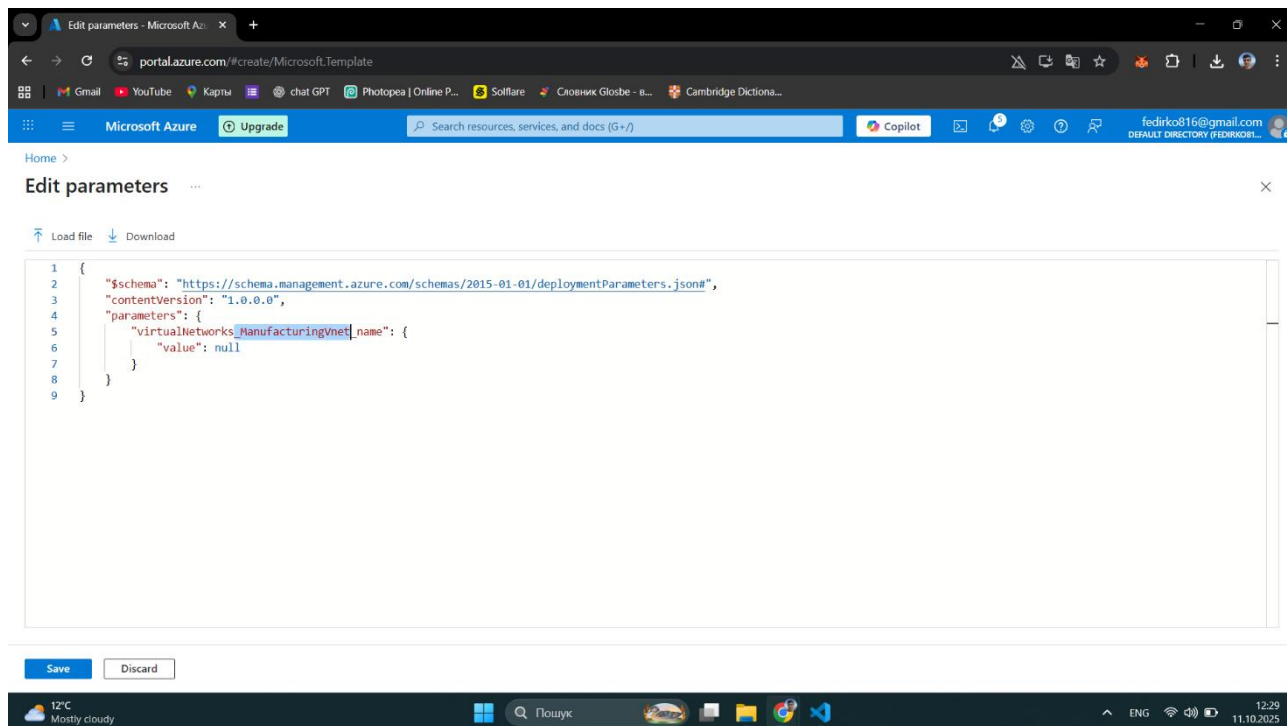 Edit parameters - Microsoft Az
portal.azure.com/#create/Microsoft.Template
Gmail YouTube Карты chat GPT Photopea | Online P... Solflare Словник Glosbe - в... Cambridge Dictiona...
Microsoft Azure Upgrade Search resources, services, and docs (G+/) Copilot 5 fedirko816@gmail.com
DEFAULT DIRECTORY (FEDIRKO81...
Home >
Edit parameters ...
Load file Download
1 {
2 "$schema": "https://schema.management.azure.com/schemas/2015-01-01/deploymentParameters.json#",
3 "contentVersion": "1.0.0.0",
4 "parameters": {
5 "virtualNetworks_ManufacturingVnet_name": {
6 "value": null
7 }
8 }
9 }
Save Discard
12°C
Mostly cloudy
Пошук
ENG 12:29
11.10.2025